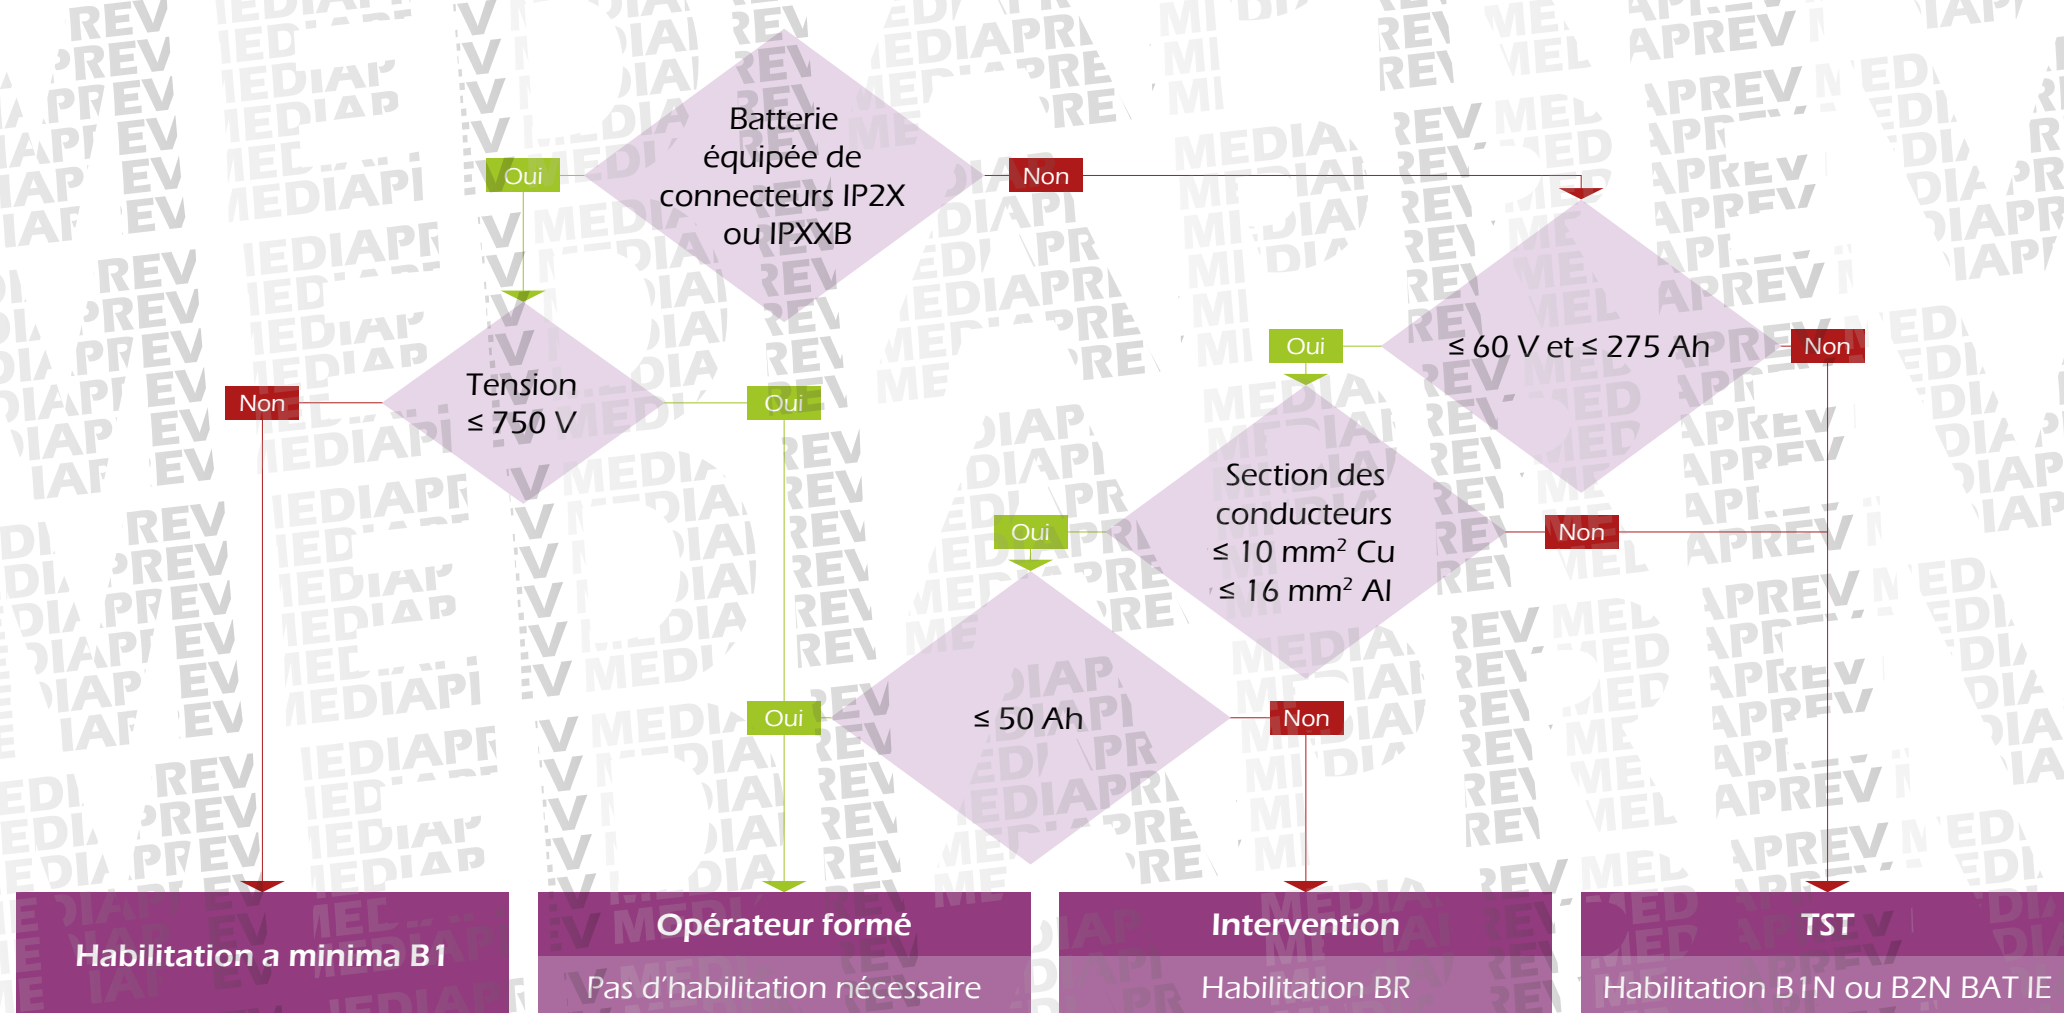 Batterie
équipée de
connecteurs IP2X
ou IPXXB
Oui
Non
Tension
≤ 750 V
Non
Oui
≤ 60 V et ≤ 275 Ah
Oui
Non
Section des
conducteurs
≤ 10 mm² Cu
≤ 16 mm² Al
Oui
Non
≤ 50 Ah
Oui
Non
Habilitation a minima B1
Opérateur formé
Pas d’habilitation nécessaire
Intervention
Habilitation BR
TST
Habilitation B1N ou B2N BAT IE